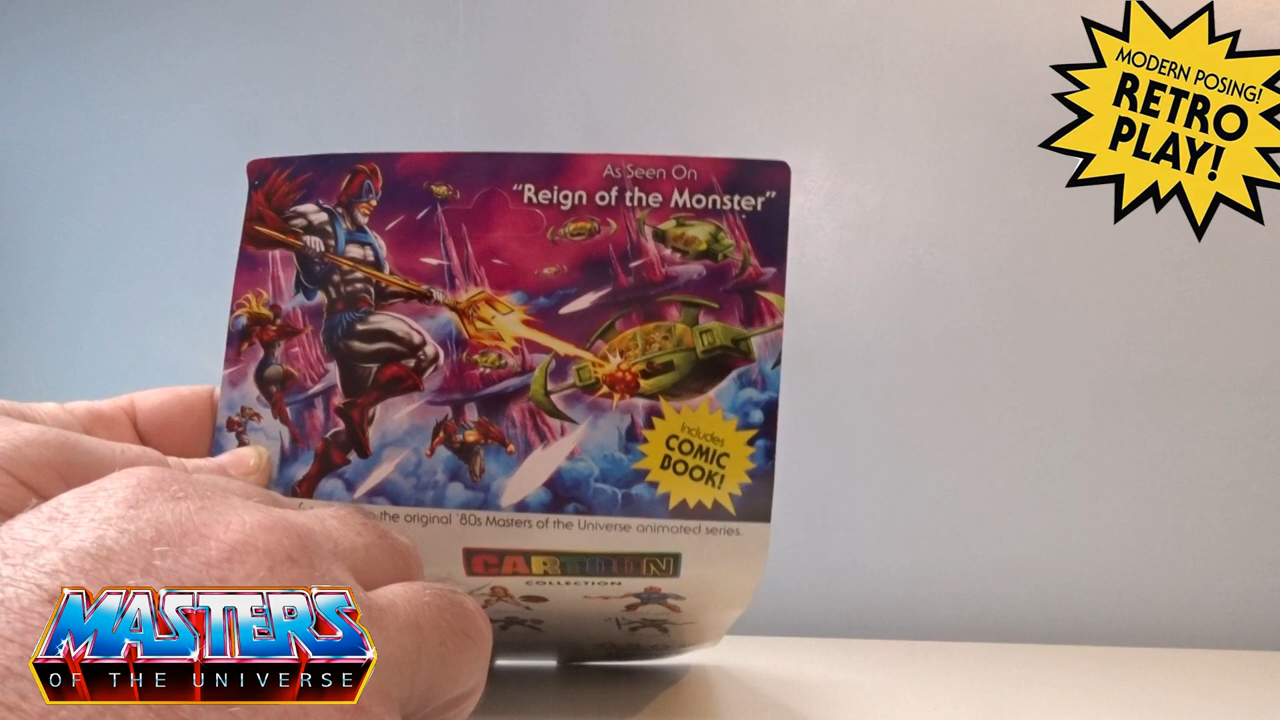 MODERN POSING!
RETRO
PLAY!
As Seen On
"Reign of the Monster"
Includes
COMIC
BOOK!
the original '80s Masters of the Universe animated series.
CARTOON
COLLECTION
MASTERS
OF THE UNIVERSE